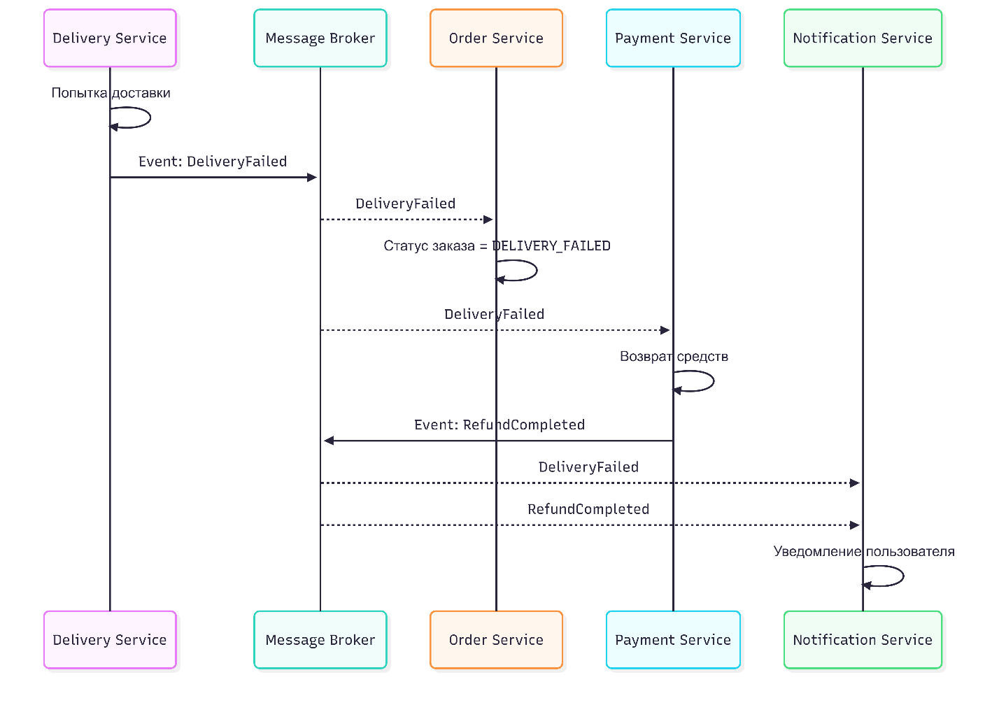 Delivery Service
Message Broker
Order Service
Payment Service
Notification Service
Попытка доставки
Event: DeliveryFailed
DeliveryFailed
Статус заказа = DELIVERY_FAILED
DeliveryFailed
Возврат средств
Event: RefundCompleted
DeliveryFailed
RefundCompleted
Уведомление пользователя
Delivery Service
Message Broker
Order Service
Payment Service
Notification Service